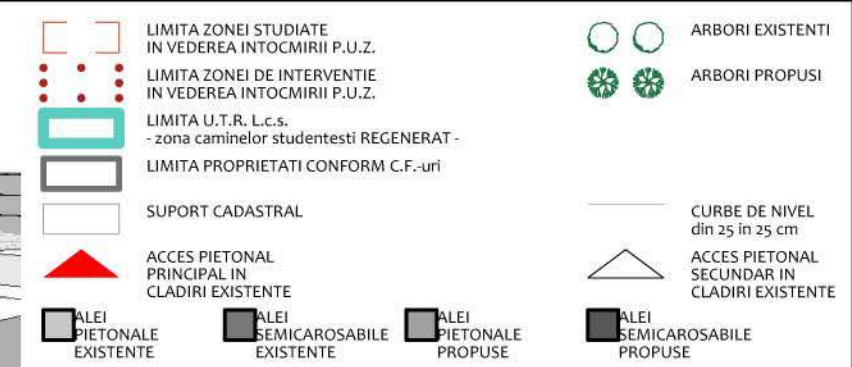 LIMITA ZONEI STUDIATE
IN VEDEREA INTOCMIRII P.U.Z.
LIMITA ZONEI DE INTERVENTIE
IN VEDEREA INTOCMIRII P.U.Z.
LIMITA U.T.R. L.c.s.
- zona caminelor studentesti REGENERAT -
LIMITA PROPRIETATI CONFORM C.F.-uri
SUPORT CADASTRAL
ACCES PIETONAL
PRINCIPAL IN
CLADIRI EXISTENTE
ARBORI EXISTENTI
ARBORI PROPUSI
CURBE DE NIVEL
din 25 in 25 cm
ACCES PIETONAL
SECUNDAR IN
CLADIRI EXISTENTE
ALEI
PIETONALE
EXISTENTE
ALEI
SEMICAROSABILE
EXISTENTE
ALEI
PIETONALE
PROPUSE
ALEI
SEMICAROSABILE
PROPUSE